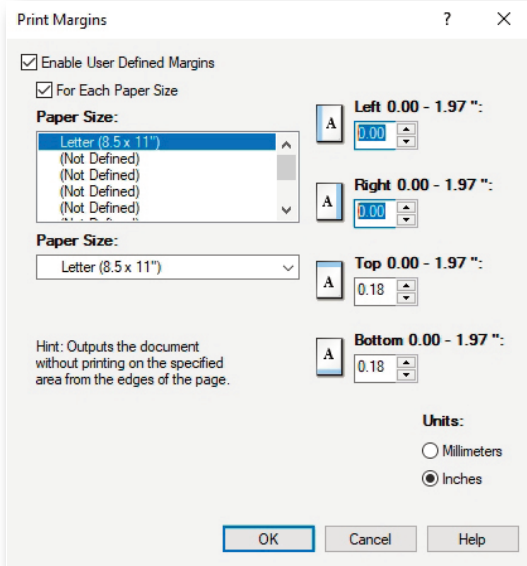 Print Margins
Enable User Defined Margins
For Each Paper Size
Paper Size:
Letter (8.5 x 11")
(Not Defined)
(Not Defined)
(Not Defined)
(Not Defined)
Paper Size:
Letter (8.5 x 11")
Hint: Outputs the document
without printing on the specified
area from the edges of the page.
A
Left 0.00 - 1.97 ":
0.00
A
Right 0.00 - 1.97 ":
0.00
A
Top 0.00 - 1.97 ":
0.18
A
Bottom 0.00 - 1.97 ":
0.18
Units:
Millimeters
Inches
OK
Cancel
Help